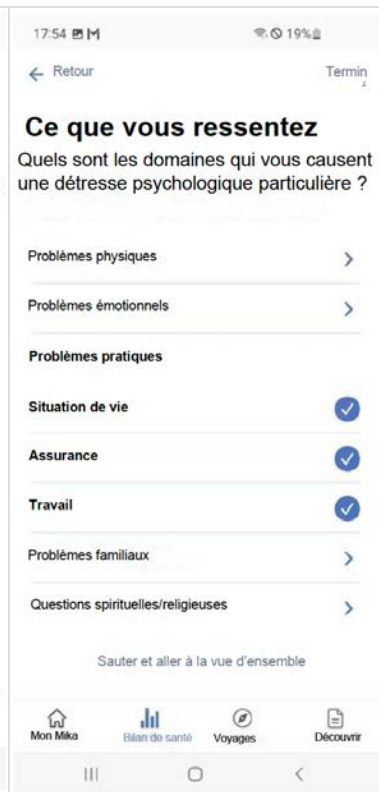 17:54 M 19%
Retour Termin
Ce que vous ressentez
Quels sont les domaines qui vous causent
une détresse psychologique particulière ?
Problèmes physiques
Problèmes émotionnels
Problèmes pratiques
Situation de vie
Assurance
Travail
Problèmes familiaux
Questions spirituelles/religieuses
Sauter et aller à la vue d'ensemble
Mon Mika Bilan de santé Voyages Découvrir